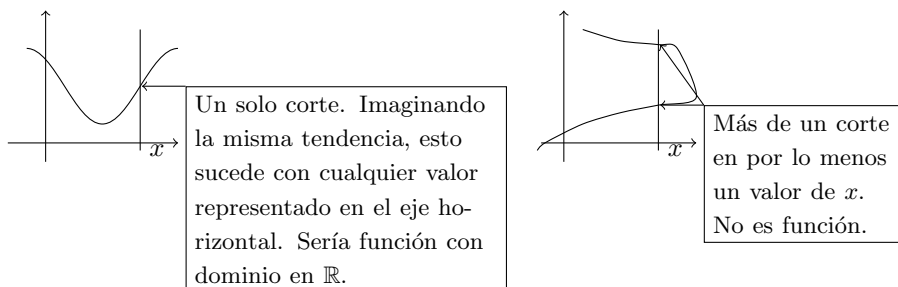 x
Un solo corte. Imaginando
la misma tendencia, esto
sucede con cualquier valor
representado en el eje ho-
rizontal. Sería función con
dominio en ℝ.
x
Más de un corte
en por lo menos
un valor de x.
No es función.